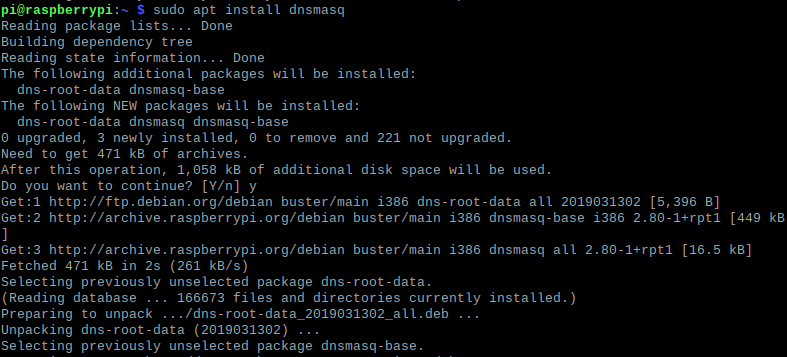 pi@raspberrypi:~ $ sudo apt install dnsmasq
Reading package lists... Done
Building dependency tree
Reading state information... Done
The following additional packages will be installed:
  dns-root-data dnsmasq-base
The following NEW packages will be installed:
  dns-root-data dnsmasq dnsmasq-base
0 upgraded, 3 newly installed, 0 to remove and 221 not upgraded.
Need to get 471 kB of archives.
After this operation, 1,058 kB of additional disk space will be used.
Do you want to continue? [Y/n] y
Get:1 http://ftp.debian.org/debian buster/main i386 dns-root-data all 2019031302 [5,396 B]
Get:2 http://archive.raspberrypi.org/debian buster/main i386 dnsmasq-base i386 2.80-1+rpt1 [449 kB
]
Get:3 http://archive.raspberrypi.org/debian buster/main i386 dnsmasq all 2.80-1+rpt1 [16.5 kB]
Fetched 471 kB in 2s (261 kB/s)
Selecting previously unselected package dns-root-data.
(Reading database ... 166673 files and directories currently installed.)
Preparing to unpack .../dns-root-data_2019031302_all.deb ...
Unpacking dns-root-data (2019031302) ...
Selecting previously unselected package dnsmasq-base.